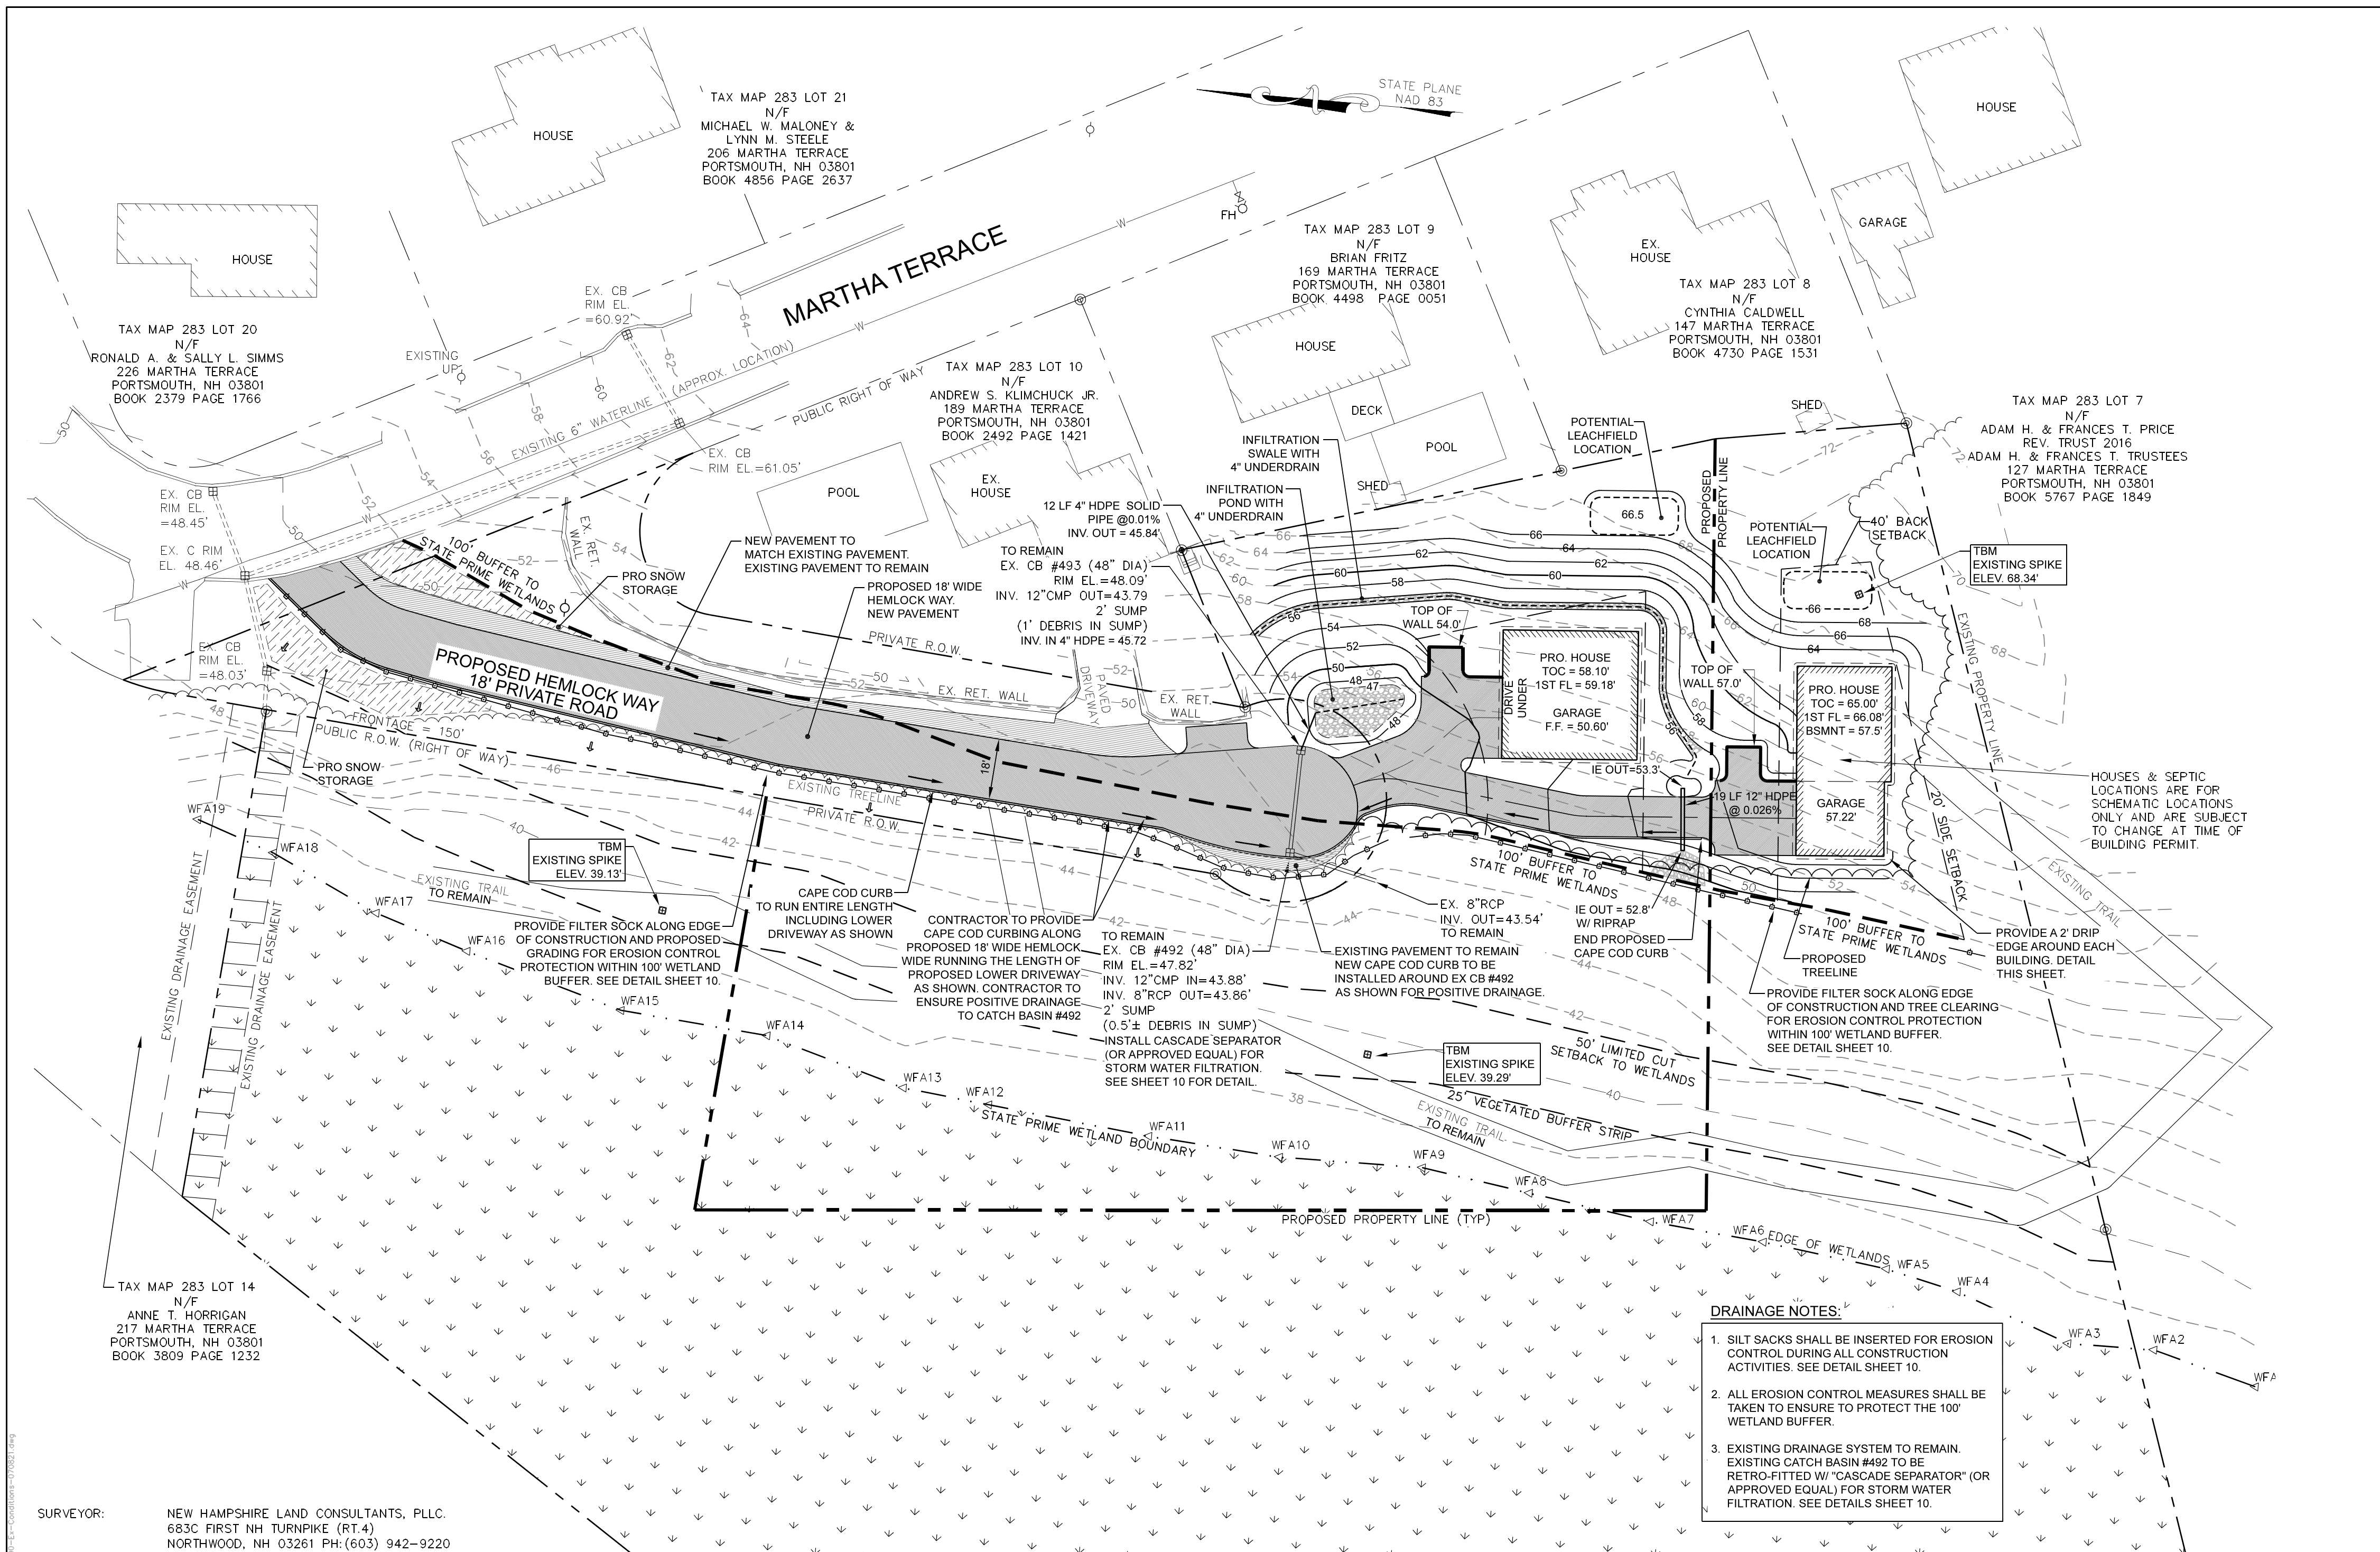 STATE PLANE
NAD 83
HOUSE
TAX MAP 283 LOT 21
N/F
MICHAEL W. MALONEY &
LYNN M. STEELE
206 MARTHA TERRACE
PORTSMOUTH, NH 03801
BOOK 4856 PAGE 2637
HOUSE
HOUSE
GARAGE
FH
W
MARTHA TERRACE
TAX MAP 283 LOT 9
N/F
BRIAN FRITZ
169 MARTHA TERRACE
PORTSMOUTH, NH 03801
BOOK 4498 PAGE 0051
HOUSE
DECK
POOL
SHED
EX.
HOUSE
TAX MAP 283 LOT 8
N/F
CYNTHIA CALDWELL
147 MARTHA TERRACE
PORTSMOUTH, NH 03801
BOOK 4730 PAGE 1531
TAX MAP 283 LOT 20
N/F
RONALD A. & SALLY L. SIMMS
226 MARTHA TERRACE
PORTSMOUTH, NH 03801
BOOK 2379 PAGE 1766
EX. CB
RIM EL.
=60.92'
EXISTING
UP
EXISITING 6" WATERLINE (APPROX. LOCATION)
PUBLIC RIGHT OF WAY
TAX MAP 283 LOT 10
N/F
ANDREW S. KLIMCHUCK JR.
189 MARTHA TERRACE
PORTSMOUTH, NH 03801
BOOK 2492 PAGE 1421
SHED
TAX MAP 283 LOT 7
N/F
ADAM H. & FRANCES T. PRICE
REV. TRUST 2016
ADAM H. & FRANCES T. TRUSTEES
127 MARTHA TERRACE
PORTSMOUTH, NH 03801
BOOK 5767 PAGE 1849
POTENTIAL
LEACHFIELD
LOCATION
66.5
PROPOSED
PROPERTY LINE
POTENTIAL
LEACHFIELD
LOCATION
40' BACK
SETBACK
TBM
EXISTING SPIKE
ELEV. 68.34'
INFILTRATION
SWALE WITH
4" UNDERDRAIN
INFILTRATION
POND WITH
4" UNDERDRAIN
EX. CB
RIM EL.=61.05'
EX. CB
RIM EL.
=48.45'
EX. C RIM
EL. 48.46'
EX. CB
RIM EL.
=48.03'
POOL
EX.
HOUSE
12 LF 4" HDPE SOLID
PIPE @0.01%
INV. OUT = 45.84'
TO REMAIN
EX. CB #493 (48" DIA)
RIM EL.=48.09'
INV. 12"CMP OUT=43.79
2' SUMP
(1' DEBRIS IN SUMP)
INV. IN 4" HDPE = 45.72
EX. RET.
WALL
100' BUFFER TO
STATE PRIME WETLANDS
PRO SNOW
STORAGE
NEW PAVEMENT TO
MATCH EXISTING PAVEMENT.
EXISTING PAVEMENT TO REMAIN
PROPOSED 18' WIDE
HEMLOCK WAY.
NEW PAVEMENT
PRIVATE R.O.W.
EX. RET. WALL
PAVED
DRIVEWAY
EX. RET.
WALL
PROPOSED HEMLOCK WAY
18' PRIVATE ROAD
18'
TOP OF
WALL 54.0'
DRIVE
UNDER
PRO. HOUSE
TOC = 58.10'
1ST FL = 59.18'
GARAGE
F.F. = 50.60'
TOP OF
WALL 57.0'
PRO. HOUSE
TOC = 65.00'
1ST FL = 66.08'
BSMNT = 57.5'
GARAGE
57.22'
IE OUT=53.3'
19 LF 12" HDPE
@ 0.026%
EXISTING PROPERTY LINE
20' SIDE SETBACK
HOUSES & SEPTIC
LOCATIONS ARE FOR
SCHEMATIC LOCATIONS
ONLY AND ARE SUBJECT
TO CHANGE AT TIME OF
BUILDING PERMIT.
EXISTING TRAIL
FRONTAGE = 150'
PUBLIC R.O.W. (RIGHT OF WAY)
PRO SNOW
STORAGE
EXISTING TREELINE
PRIVATE R.O.W.
TBM
EXISTING SPIKE
ELEV. 39.13'
EXISTING TRAIL
TO REMAIN
PROVIDE FILTER SOCK ALONG EDGE
OF CONSTRUCTION AND PROPOSED
GRADING FOR EROSION CONTROL
PROTECTION WITHIN 100' WETLAND
BUFFER. SEE DETAIL SHEET 10.
CAPE COD CURB
TO RUN ENTIRE LENGTH
INCLUDING LOWER
DRIVEWAY AS SHOWN
CONTRACTOR TO PROVIDE
CAPE COD CURBING ALONG
PROPOSED 18' WIDE HEMLOCK
WIDE RUNNING THE LENGTH OF
PROPOSED LOWER DRIVEWAY
AS SHOWN. CONTRACTOR TO
ENSURE POSITIVE DRAINAGE
TO CATCH BASIN #492
TO REMAIN
EX. CB #492 (48" DIA)
RIM EL.=47.82'
INV. 12"CMP IN=43.88'
INV. 8"RCP OUT=43.86'
2' SUMP
(0.5'± DEBRIS IN SUMP)
INSTALL CASCADE SEPARATOR
(OR APPROVED EQUAL) FOR
STORM WATER FILTRATION.
SEE SHEET 10 FOR DETAIL.
EX. 8"RCP
INV. OUT=43.54'
TO REMAIN
EXISTING PAVEMENT TO REMAIN
NEW CAPE COD CURB TO BE
INSTALLED AROUND EX CB #492
AS SHOWN FOR POSITIVE DRAINAGE.
100' BUFFER TO
STATE PRIME WETLANDS
IE OUT = 52.8'
W/ RIPRAP
END PROPOSED
CAPE COD CURB
PROPOSED
TREELINE
100' BUFFER TO
STATE PRIME WETLANDS
PROVIDE A 2' DRIP
EDGE AROUND EACH
BUILDING. DETAIL
THIS SHEET.
PROVIDE FILTER SOCK ALONG EDGE
OF CONSTRUCTION AND TREE CLEARING
FOR EROSION CONTROL PROTECTION
WITHIN 100' WETLAND BUFFER.
SEE DETAIL SHEET 10.
50' LIMITED CUT
SETBACK TO WETLANDS
TBM
EXISTING SPIKE
ELEV. 39.29'
25' VEGETATED BUFFER STRIP
EXISTING TRAIL
TO REMAIN
STATE PRIME WETLAND BOUNDARY
EXISTING DRAINAGE EASEMENT
EXISTING DRAINAGE EASEMENT
WFA19
WFA18
WFA17
WFA16
WFA15
WFA14
WFA13
WFA12
WFA11
WFA10
WFA9
WFA8
WFA7
WFA6
EDGE OF WETLANDS
WFA5
WFA4
WFA3
WFA2
WFA
PROPOSED PROPERTY LINE (TYP)
TAX MAP 283 LOT 14
N/F
ANNE T. HORRIGAN
217 MARTHA TERRACE
PORTSMOUTH, NH 03801
BOOK 3809 PAGE 1232
DRAINAGE NOTES:
1. SILT SACKS SHALL BE INSERTED FOR EROSION
CONTROL DURING ALL CONSTRUCTION
ACTIVITIES. SEE DETAIL SHEET 10.
2. ALL EROSION CONTROL MEASURES SHALL BE
TAKEN TO ENSURE TO PROTECT THE 100'
WETLAND BUFFER.
3. EXISTING DRAINAGE SYSTEM TO REMAIN.
EXISTING CATCH BASIN #492 TO BE
RETRO-FITTED W/ "CASCADE SEPARATOR" (OR
APPROVED EQUAL) FOR STORM WATER
FILTRATION. SEE DETAILS SHEET 10.
SURVEYOR:
NEW HAMPSHIRE LAND CONSULTANTS, PLLC.
683C FIRST NH TURNPIKE (RT.4)
NORTHWOOD, NH 03261 PH:(603) 942-9220